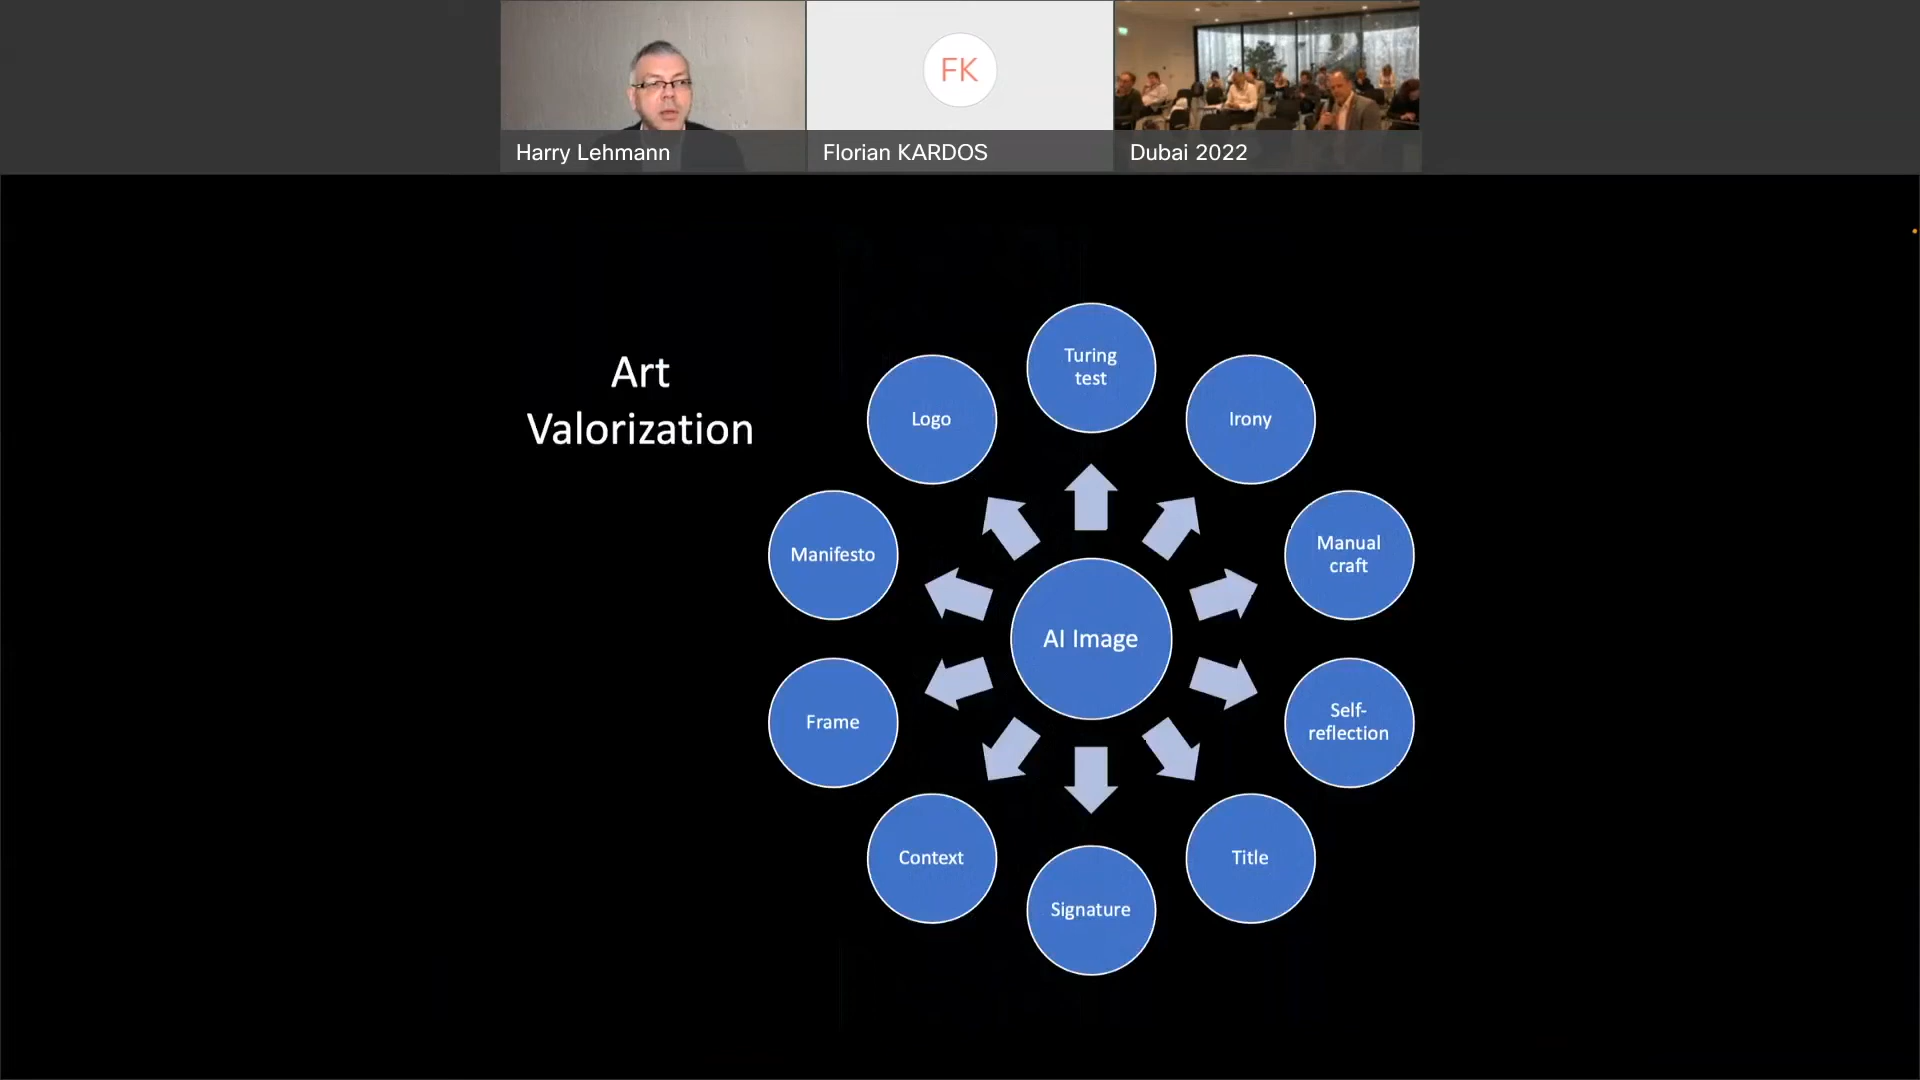 FK
Harry Lehmann
Florian KARDOS
Dubai 2022
Art
Valorization
Turing
test
Irony
Manual
craft
Self-
reflection
Title
Signature
Context
Frame
Manifesto
Logo
AI Image